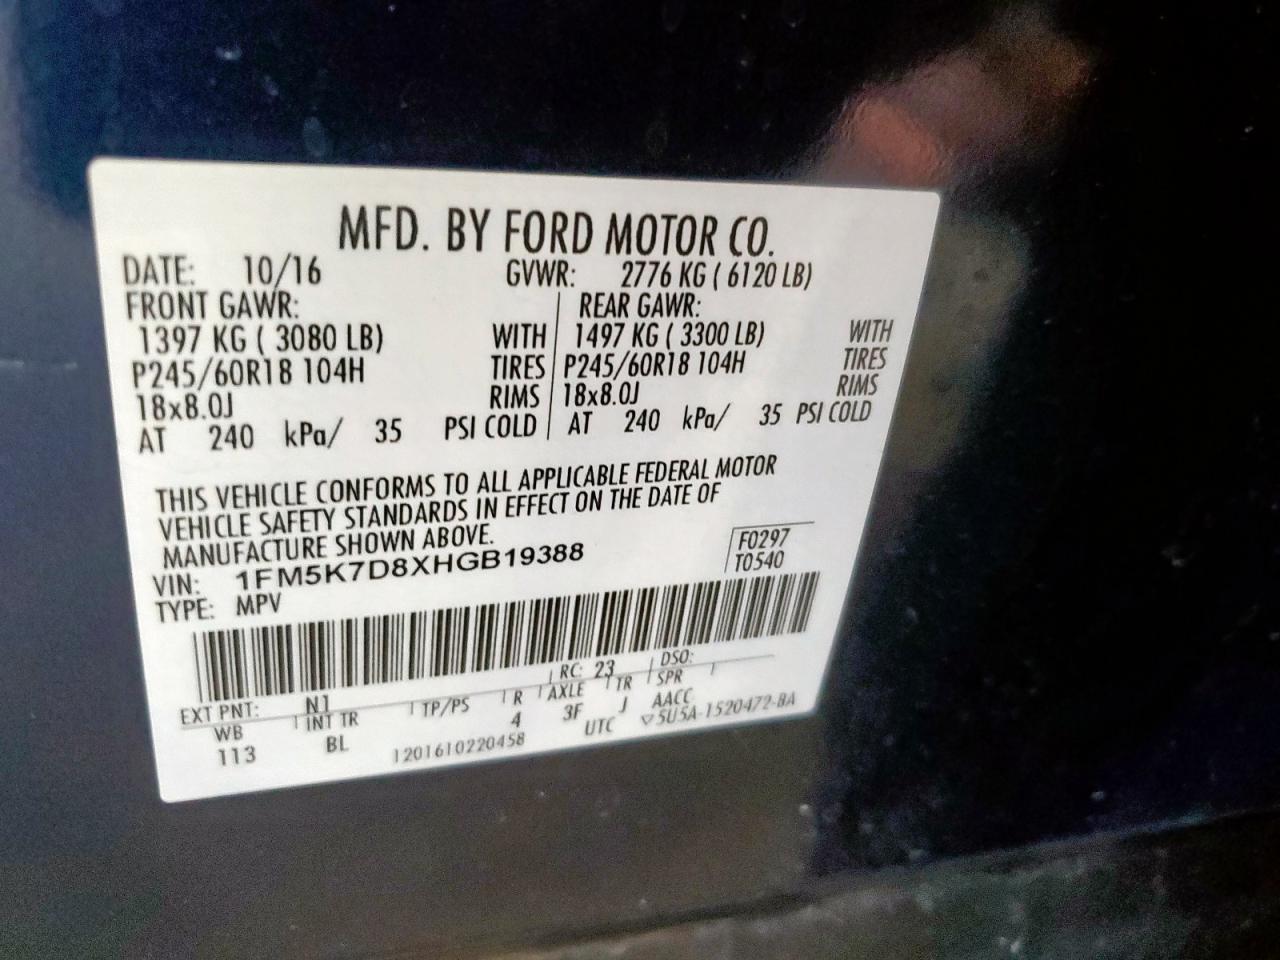 MFD. BY FORD MOTOR CO.
DATE: 10/16 GVWR: 2776 KG ( 6120 LB)
FRONT GAWR: REAR GAWR:
1397 KG ( 3080 LB) WITH 1497 KG ( 3300 LB) WITH
P245/60R18 104H TIRES P245/60R18 104H TIRES
18x8.0J RIMS 18x8.0J RIMS
AT 240 kPa/ 35 PSI COLD AT 240 kPa/ 35 PSI COLD
THIS VEHICLE CONFORMS TO ALL APPLICABLE FEDERAL MOTOR
VEHICLE SAFETY STANDARDS IN EFFECT ON THE DATE OF
MANUFACTURE SHOWN ABOVE.
VIN: 1FM5K7D8XHGB19388 F0297
TYPE: MPV T0540
EXT PNT: N1 RC: 23 DSO:
WB INT TR TP/PS R AXLE TR SPR
113 BL 4 3F J AACC
1201610220458 UTC ▽5U5A-1520472-BA